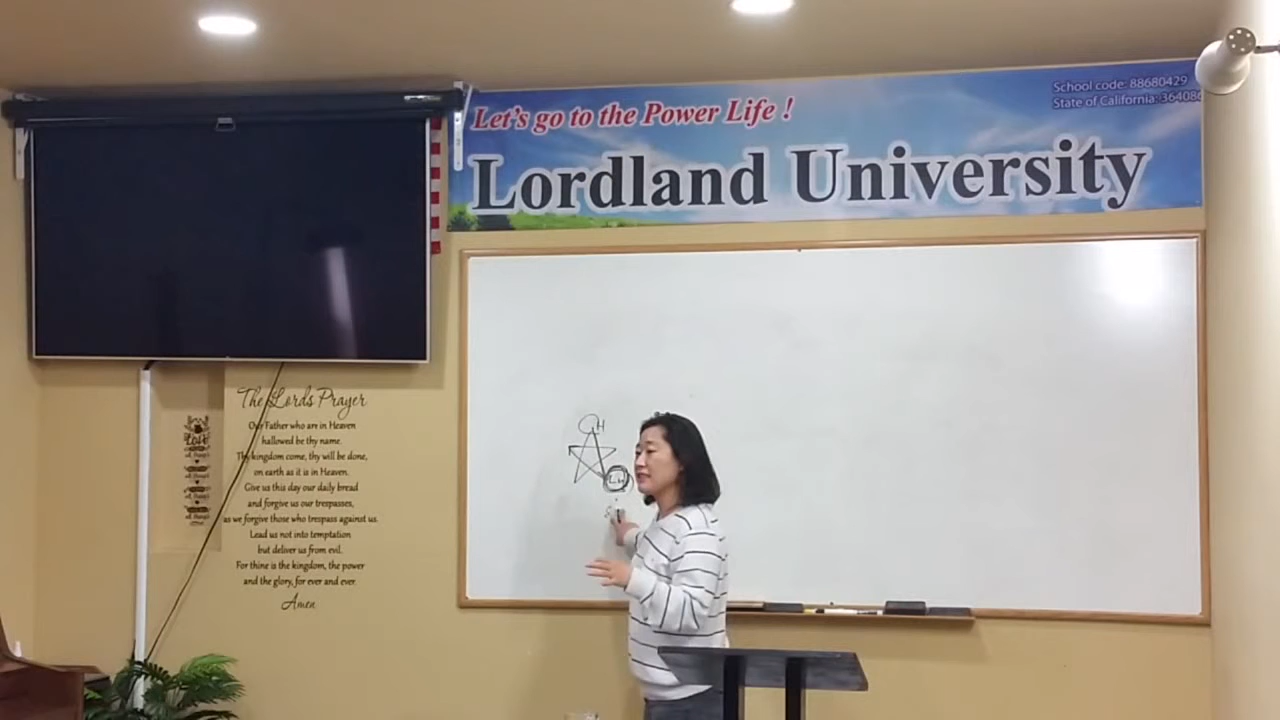 Let's go to the Power Life !
School code: 88680429
State of California: 364086
Lordland University
The Lords Prayer
Our Father who are in Heaven
hallowed be thy name.
Thy kingdom come, thy will be done,
on earth as it is in Heaven.
Give us this day our daily bread
and forgive us our trespasses,
as we forgive those who trespass against us.
Lead us not into temptation
but deliver us from evil.
For thine is the kingdom, the power
and the glory, for ever and ever.
Amen
H